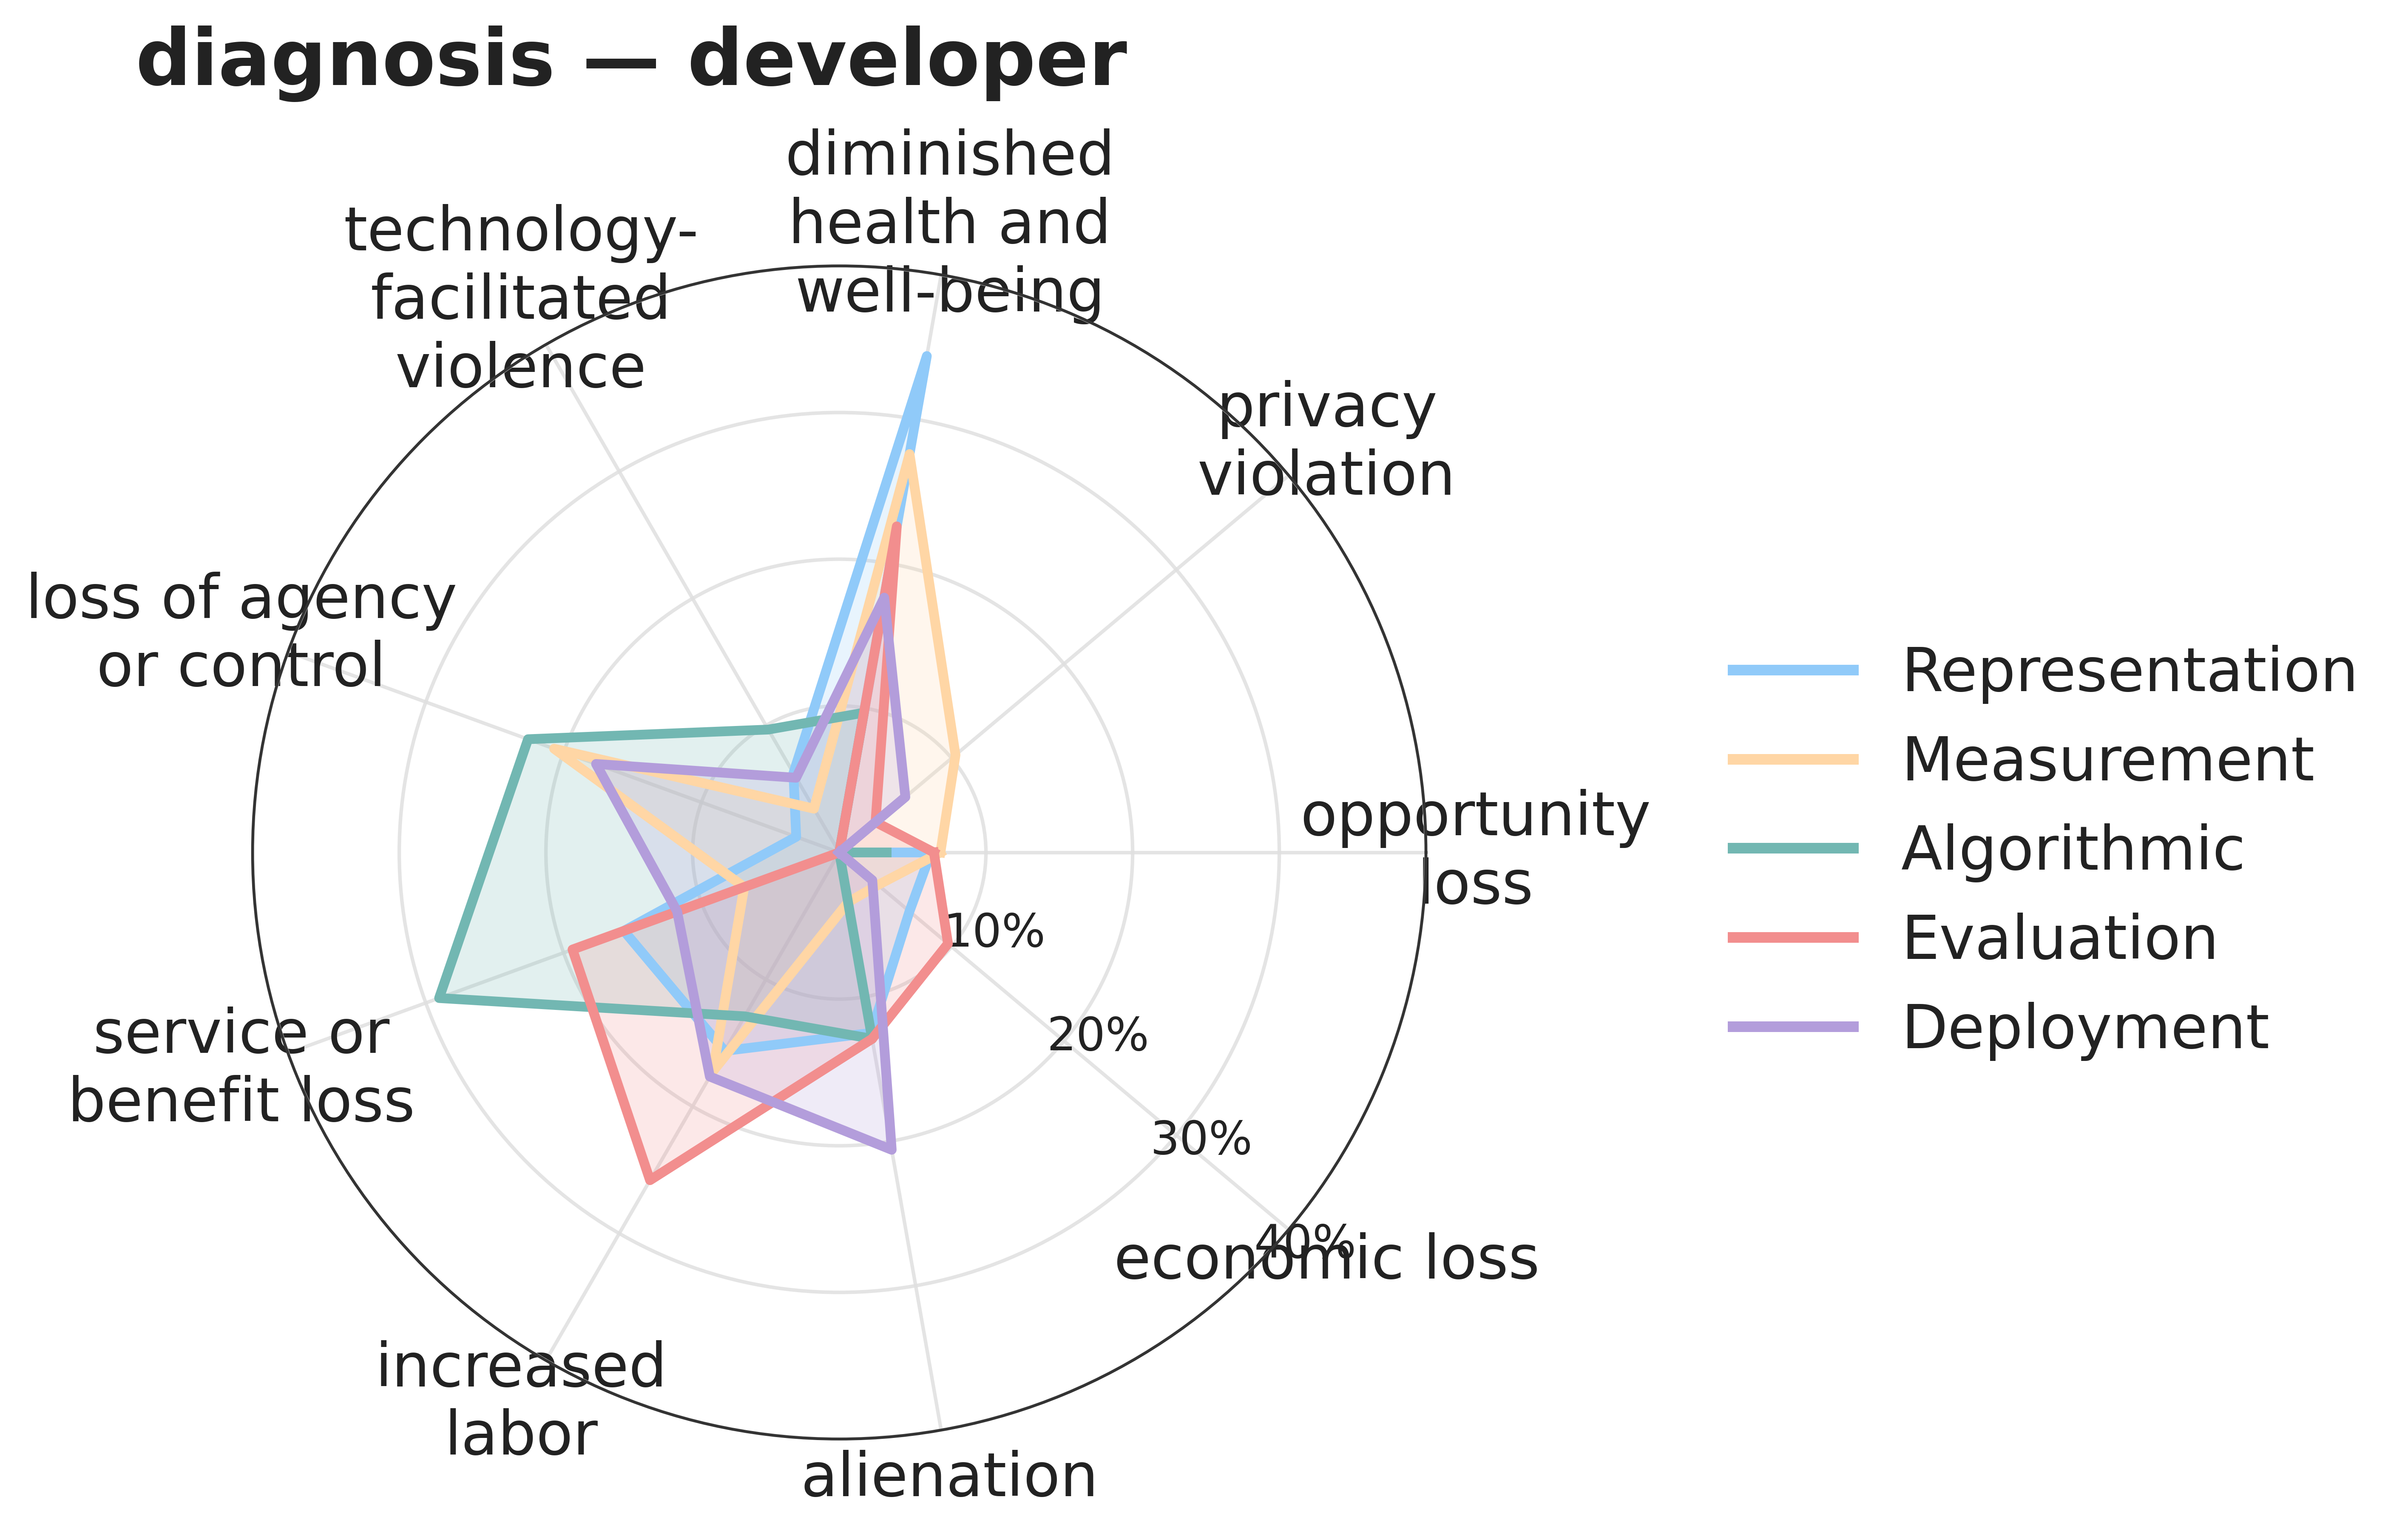 diagnosis — developer
diminished
health and
well-being
technology-
facilitated
violence
privacy
violation
loss of agency
or control
opportunity
loss
service or
benefit loss
increased
labor
alienation
economic loss
10%
20%
30%
40%
Representation
Measurement
Algorithmic
Evaluation
Deployment